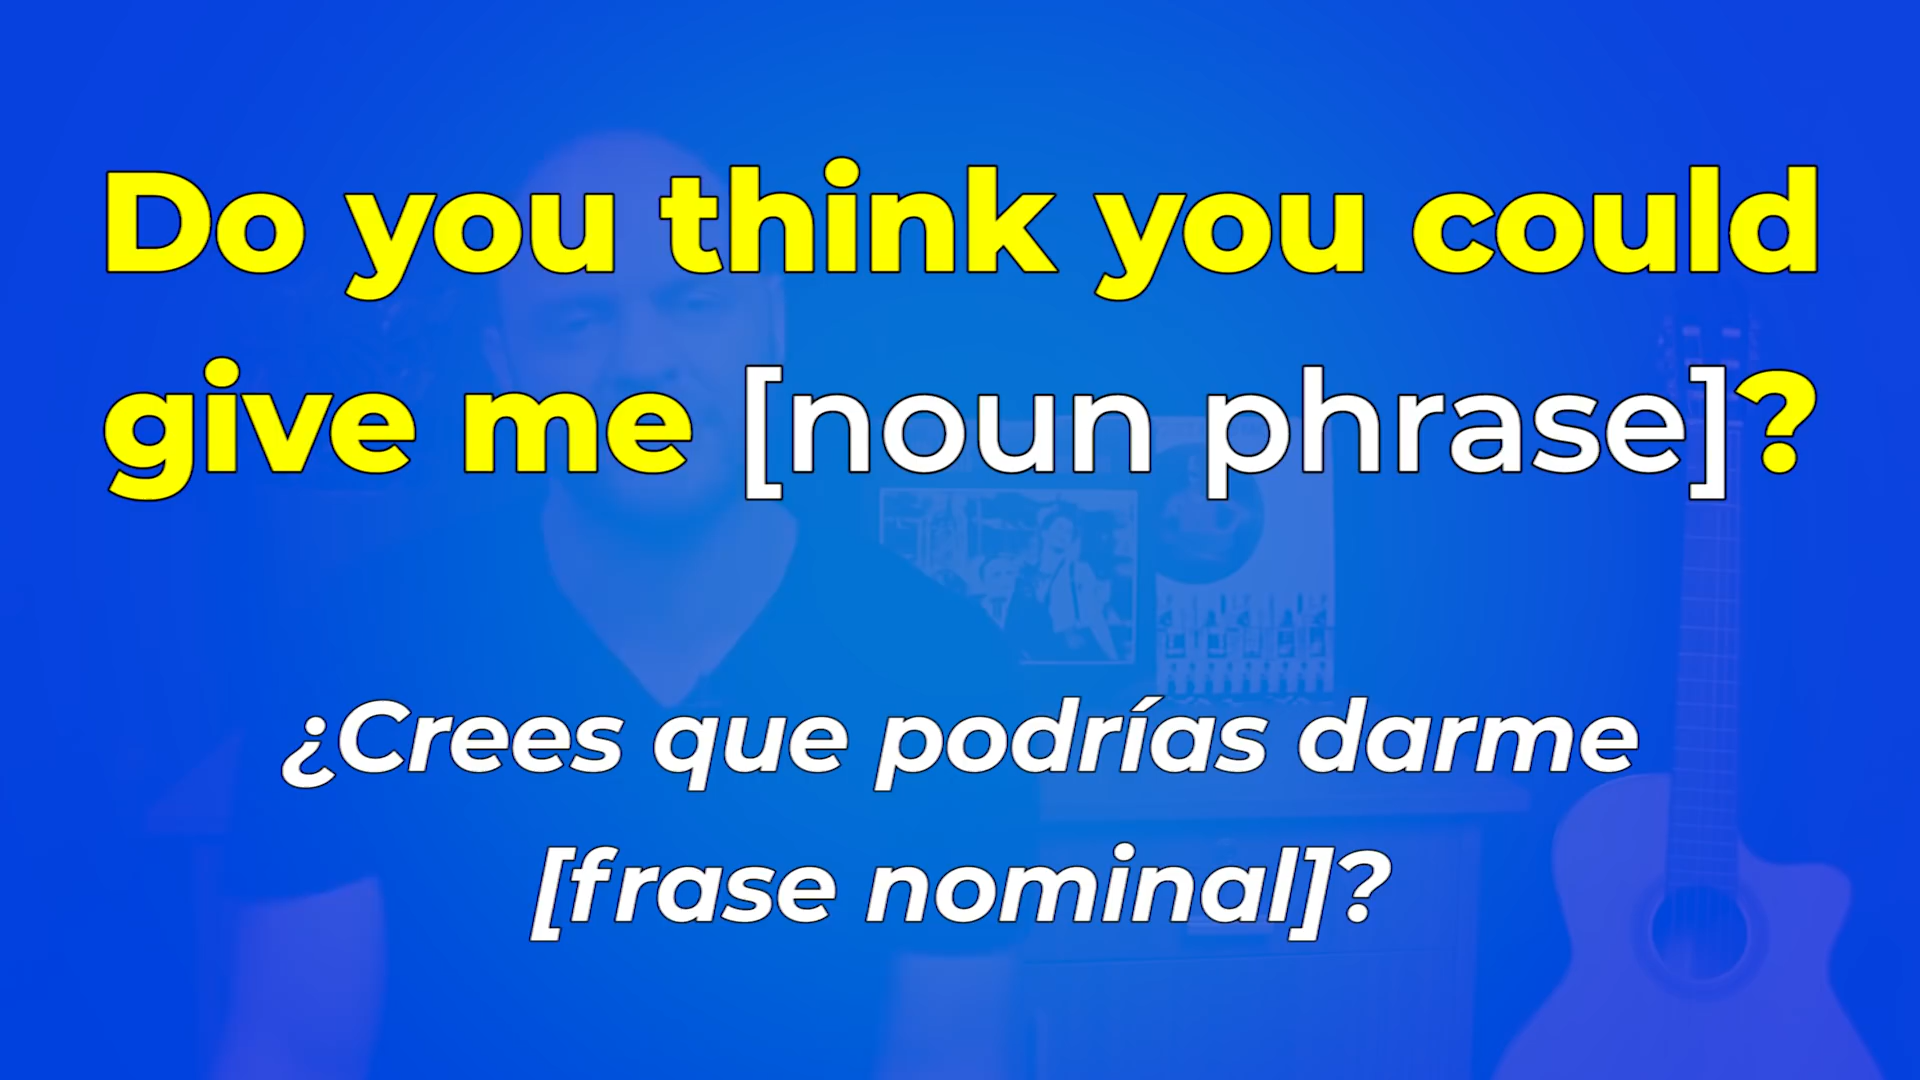 Do you think you could
give me [noun phrase]?
¿Crees que podrías darme
[frase nominal]?